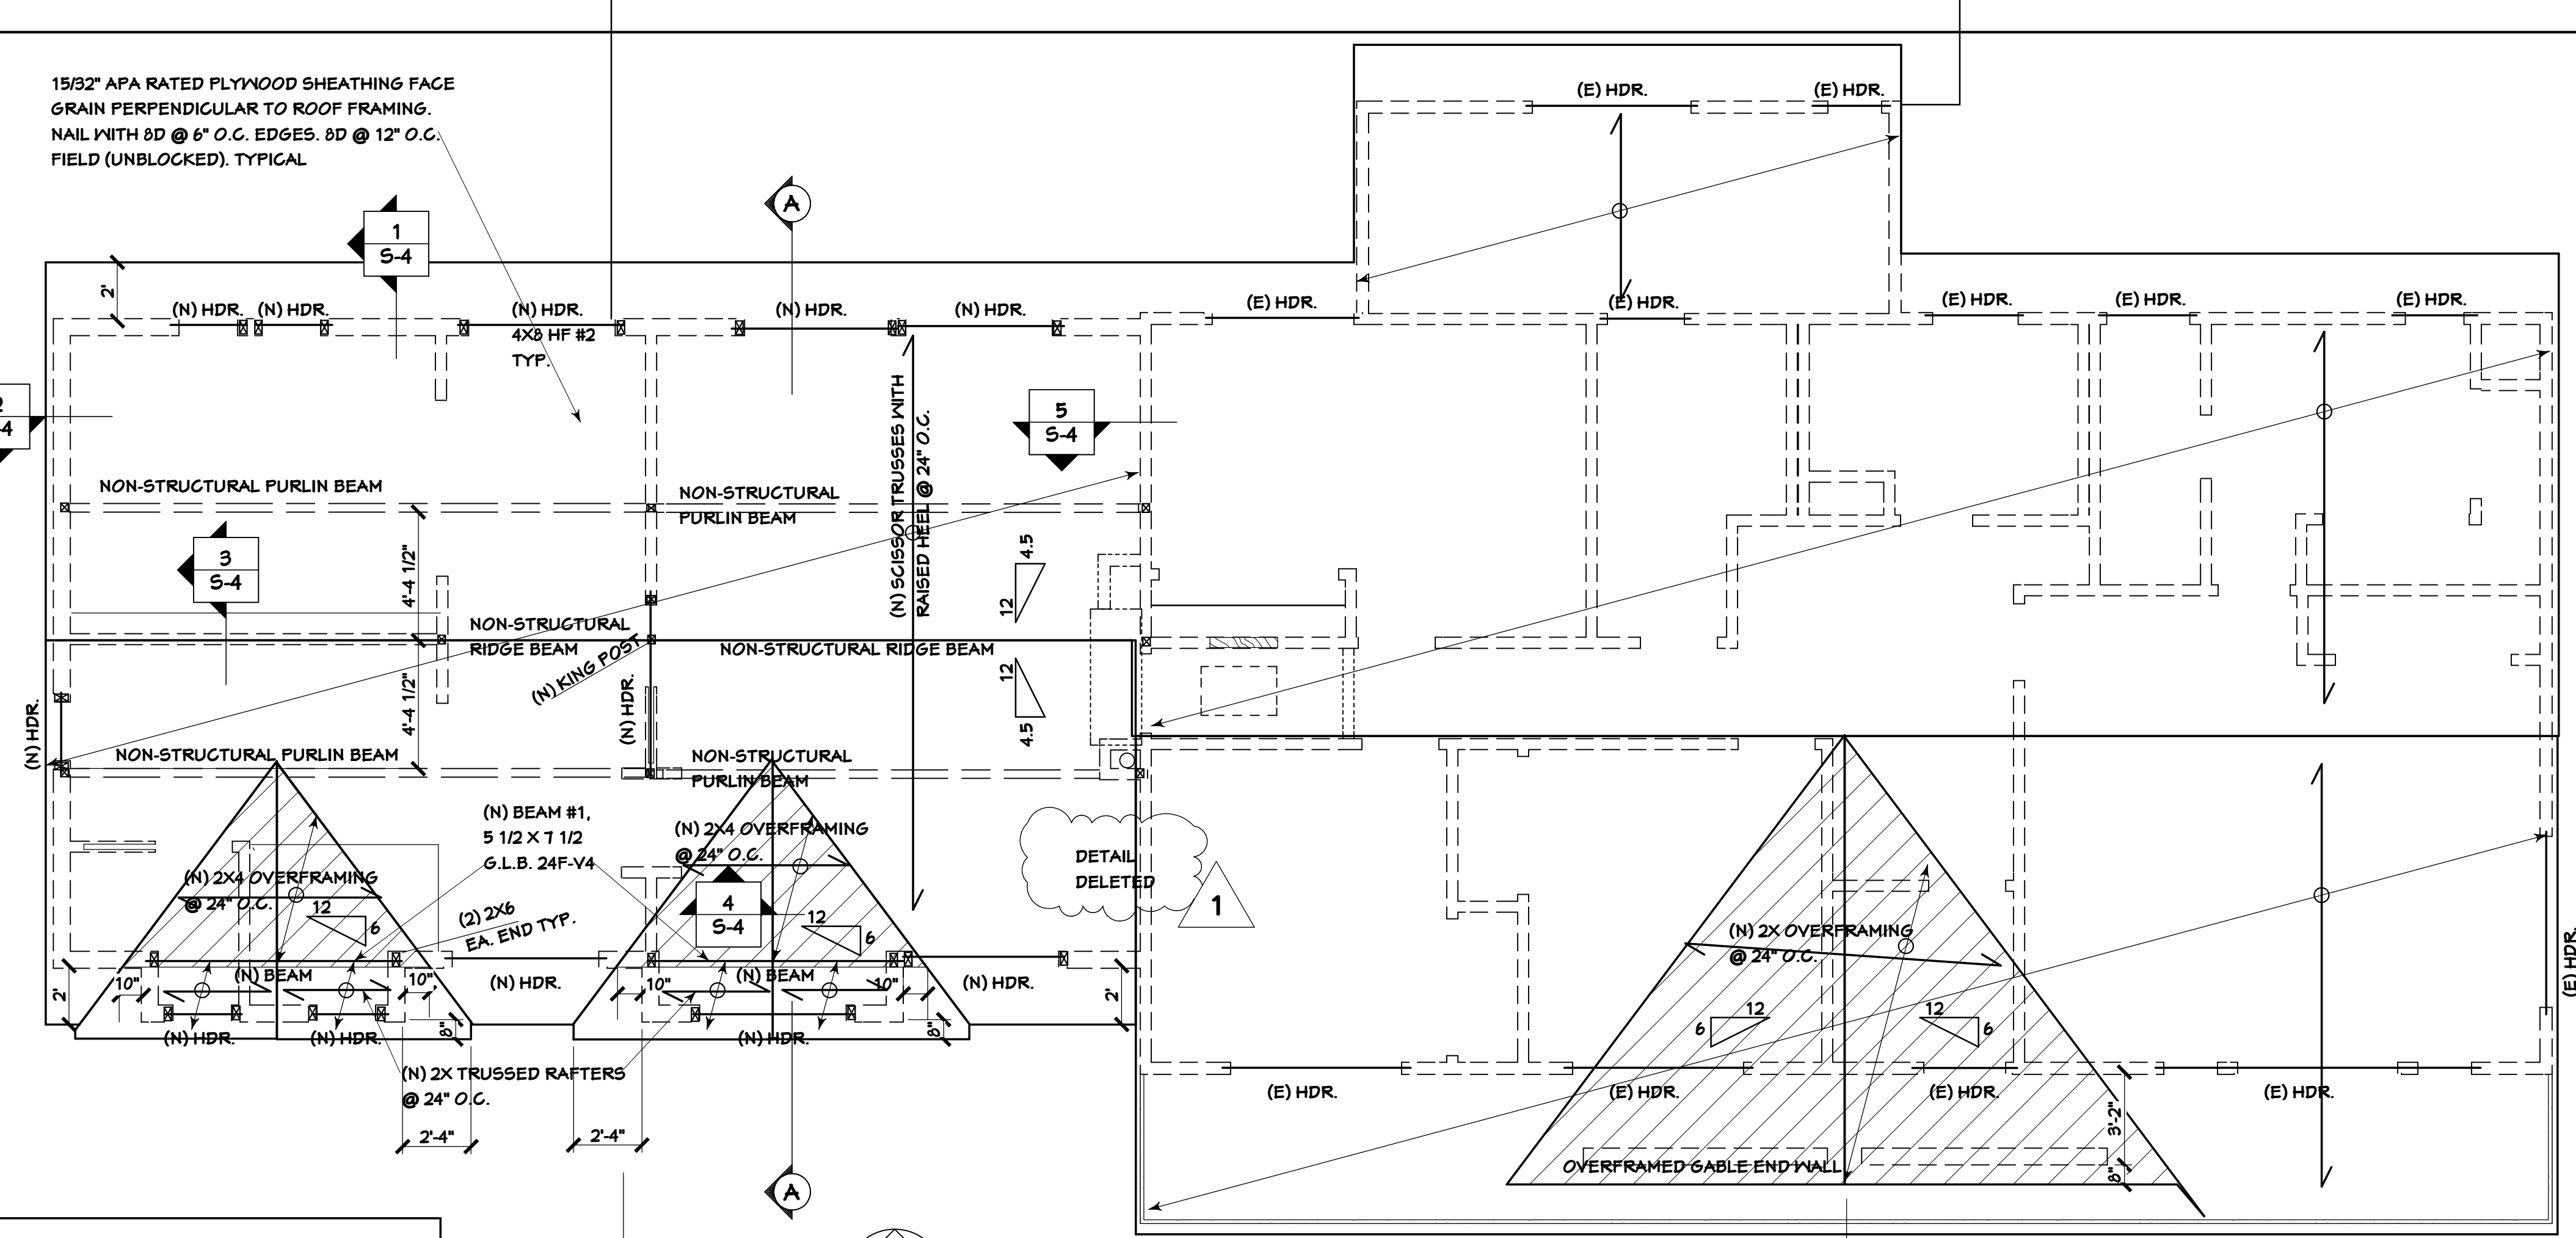 15/32" APA RATED PLYWOOD SHEATHING FACE
GRAIN PERPENDICULAR TO ROOF FRAMING.
NAIL WITH 8D @ 6" O.C. EDGES. 8D @ 12" O.C.
FIELD (UNBLOCKED). TYPICAL
(E) HDR.
(E) HDR.
A
1
S-4
2'
(N) HDR.
(N) HDR.
(N) HDR.
4X8 HF #2
TYP.
(N) HDR.
(N) HDR.
(E) HDR.
(E) HDR.
(E) HDR.
(E) HDR.
(E) HDR.
2
-4
5
S-4
(N) SCISSOR TRUSSES WITH
RAISED HEEL @ 24" O.C.
NON-STRUCTURAL PURLIN BEAM
NON-STRUCTURAL
PURLIN BEAM
3
S-4
4'-4 1/2"
4.5
12
NON-STRUCTURAL
RIDGE BEAM
(N) KING POST
NON-STRUCTURAL RIDGE BEAM
4'-4 1/2"
12
4.5
(N) HDR.
(N) HDR.
NON-STRUCTURAL PURLIN BEAM
NON-STRUCTURAL
PURLIN BEAM
(N) BEAM #1,
5 1/2 X 7 1/2
G.L.B. 24F-V4
(N) 2X4 OVERFRAMING
@ 24" O.C.
DETAIL
DELETED
1
(N) 2X4 OVERFRAMING
@ 24" O.C.
12
6
(2) 2X6
EA. END TYP.
4
S-4
12
6
(N) 2X OVERFRAMING
@ 24" O.C.
(E) HDR.
2'
10"
(N) BEAM
10"
(N) HDR.
10"
(N) BEAM
10"
(N) HDR.
2'
6
12
12
6
(N) HDR.
(N) HDR.
8"
(N) HDR.
8"
(N) 2X TRUSSED RAFTERS
@ 24" O.C.
(E) HDR.
(E) HDR.
(E) HDR.
(E) HDR.
3'-2"
2'-4"
2'-4"
OVERFRAMED GABLE END WALL
8"
A